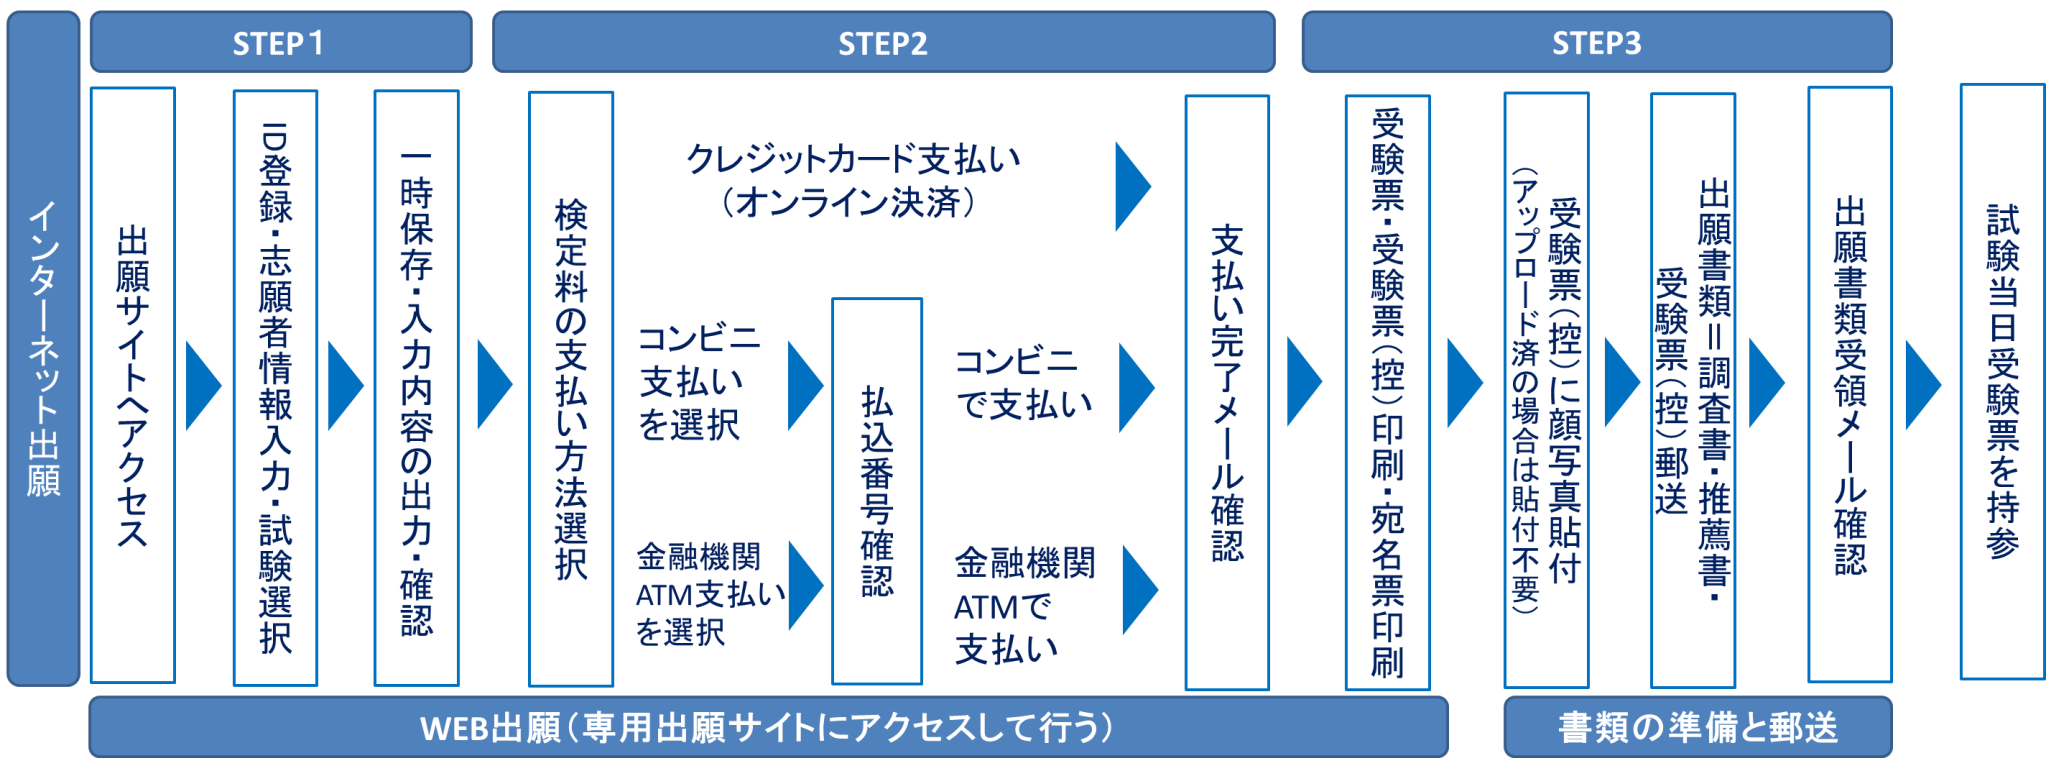 インターネット出願
STEP１
STEP2
STEP3
出願サイトへアクセス
ID登録・志願者情報入力・試験選択
一時保存・入力内容の出力・確認
検定料の支払い方法選択
クレジットカード支払い
（オンライン決済）
コンビニ
支払い
を選択
金融機関
ATM支払い
を選択
払込番号確認
コンビニ
で支払い
金融機関
ATMで
支払い
支払い完了メール確認
受験票・受験票（控）印刷・宛名票印刷
受験票（控）に顔写真貼付
（アップロード済の場合は貼付不要）
出願書類＝調査書・推薦書・
受験票（控）郵送
出願書類受領メール確認
試験当日受験票を持参
WEB出願（専用出願サイトにアクセスして行う）
書類の準備と郵送